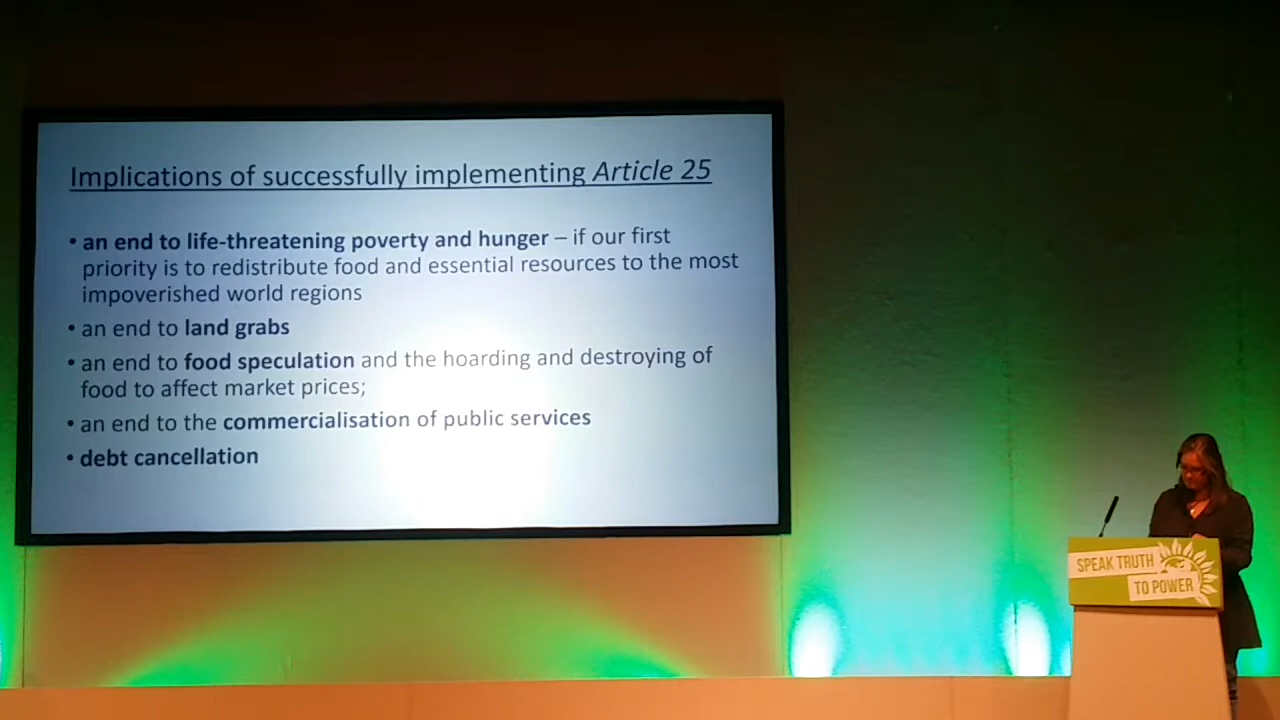 Implications of successfully implementing Article 25
• an end to life-threatening poverty and hunger – if our first
priority is to redistribute food and essential resources to the most
impoverished world regions
• an end to land grabs
• an end to food speculation and the hoarding and destroying of
food to affect market prices;
• an end to the commercialisation of public services
• debt cancellation
SPEAK TRUTH
TO POWER